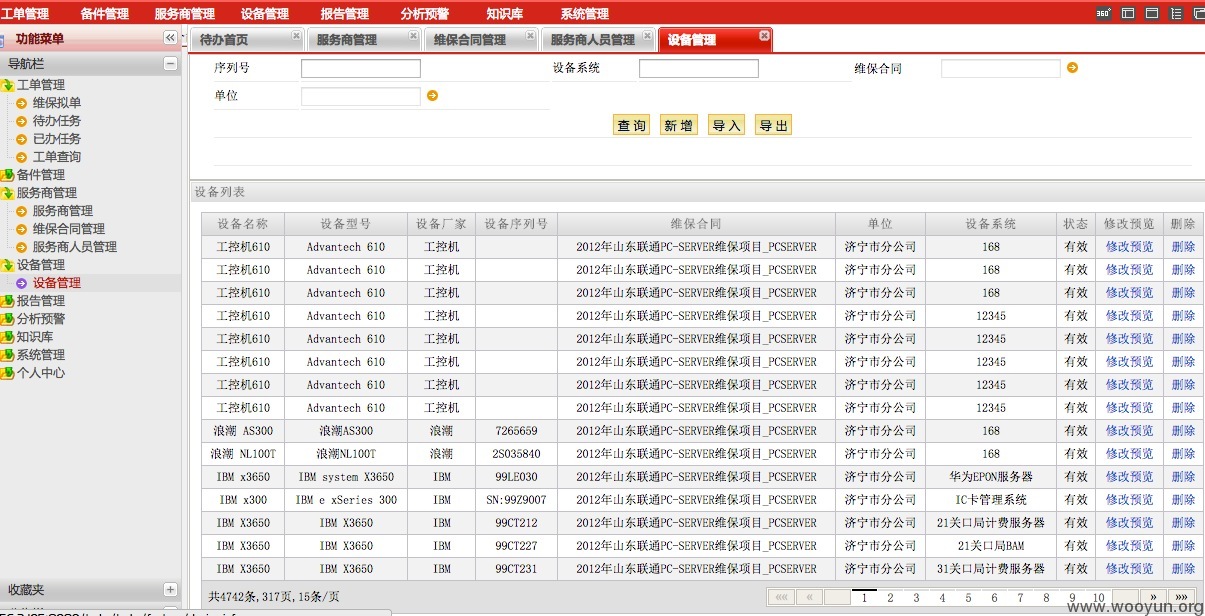 工单管理 备件管理 服务商管理 设备管理 报告管理 分析预警 知识库 系统管理 360°
功能菜单
待办首页 服务商管理 维保合同管理 服务商人员管理 设备管理
导航栏
工单管理
维保拟单
待办任务
已办任务
工单查询
备件管理
服务商管理
服务商管理
维保合同管理
服务商人员管理
设备管理
设备管理
报告管理
分析预警
知识库
系统管理
个人中心
收藏夹
序列号 设备系统 维保合同
单位
查询 新增 导入 导出
设备列表
设备名称 设备型号 设备厂家 设备序列号 维保合同 单位 设备系统 状态 修改预览 删除
工控机610 Advantech 610 工控机 2012年山东联通PC-SERVER维保项目_PCSERVER 济宁市分公司 168 有效 修改预览 删除
工控机610 Advantech 610 工控机 2012年山东联通PC-SERVER维保项目_PCSERVER 济宁市分公司 168 有效 修改预览 删除
工控机610 Advantech 610 工控机 2012年山东联通PC-SERVER维保项目_PCSERVER 济宁市分公司 168 有效 修改预览 删除
工控机610 Advantech 610 工控机 2012年山东联通PC-SERVER维保项目_PCSERVER 济宁市分公司 12345 有效 修改预览 删除
工控机610 Advantech 610 工控机 2012年山东联通PC-SERVER维保项目_PCSERVER 济宁市分公司 12345 有效 修改预览 删除
工控机610 Advantech 610 工控机 2012年山东联通PC-SERVER维保项目_PCSERVER 济宁市分公司 12345 有效 修改预览 删除
工控机610 Advantech 610 工控机 2012年山东联通PC-SERVER维保项目_PCSERVER 济宁市分公司 12345 有效 修改预览 删除
工控机610 Advantech 610 工控机 2012年山东联通PC-SERVER维保项目_PCSERVER 济宁市分公司 12345 有效 修改预览 删除
浪潮 AS300 浪潮AS300 浪潮 7265659 2012年山东联通PC-SERVER维保项目_PCSERVER 济宁市分公司 168 有效 修改预览 删除
浪潮 NL100T 浪潮NL100T 浪潮 2S035840 2012年山东联通PC-SERVER维保项目_PCSERVER 济宁市分公司 168 有效 修改预览 删除
IBM x3650 IBM system X3650 IBM 99LE030 2012年山东联通PC-SERVER维保项目_PCSERVER 济宁市分公司 华为EPON服务器 有效 修改预览 删除
IBM x300 IBM e xSeries 300 IBM SN:99Z9007 2012年山东联通PC-SERVER维保项目_PCSERVER 济宁市分公司 IC卡管理系统 有效 修改预览 删除
IBM X3650 IBM X3650 IBM 99CT212 2012年山东联通PC-SERVER维保项目_PCSERVER 济宁市分公司 21关口局计费服务器 有效 修改预览 删除
IBM X3650 IBM X3650 IBM 99CT227 2012年山东联通PC-SERVER维保项目_PCSERVER 济宁市分公司 21关口局BAM 有效 修改预览 删除
IBM X3650 IBM X3650 IBM 99CT231 2012年山东联通PC-SERVER维保项目_PCSERVER 济宁市分公司 31关口局计费服务器 有效 修改预览 删除
共4742条,317页,15条/页 «« « 1 2 3 4 5 6 7 8 9 10 » »»
www.wooyun.org